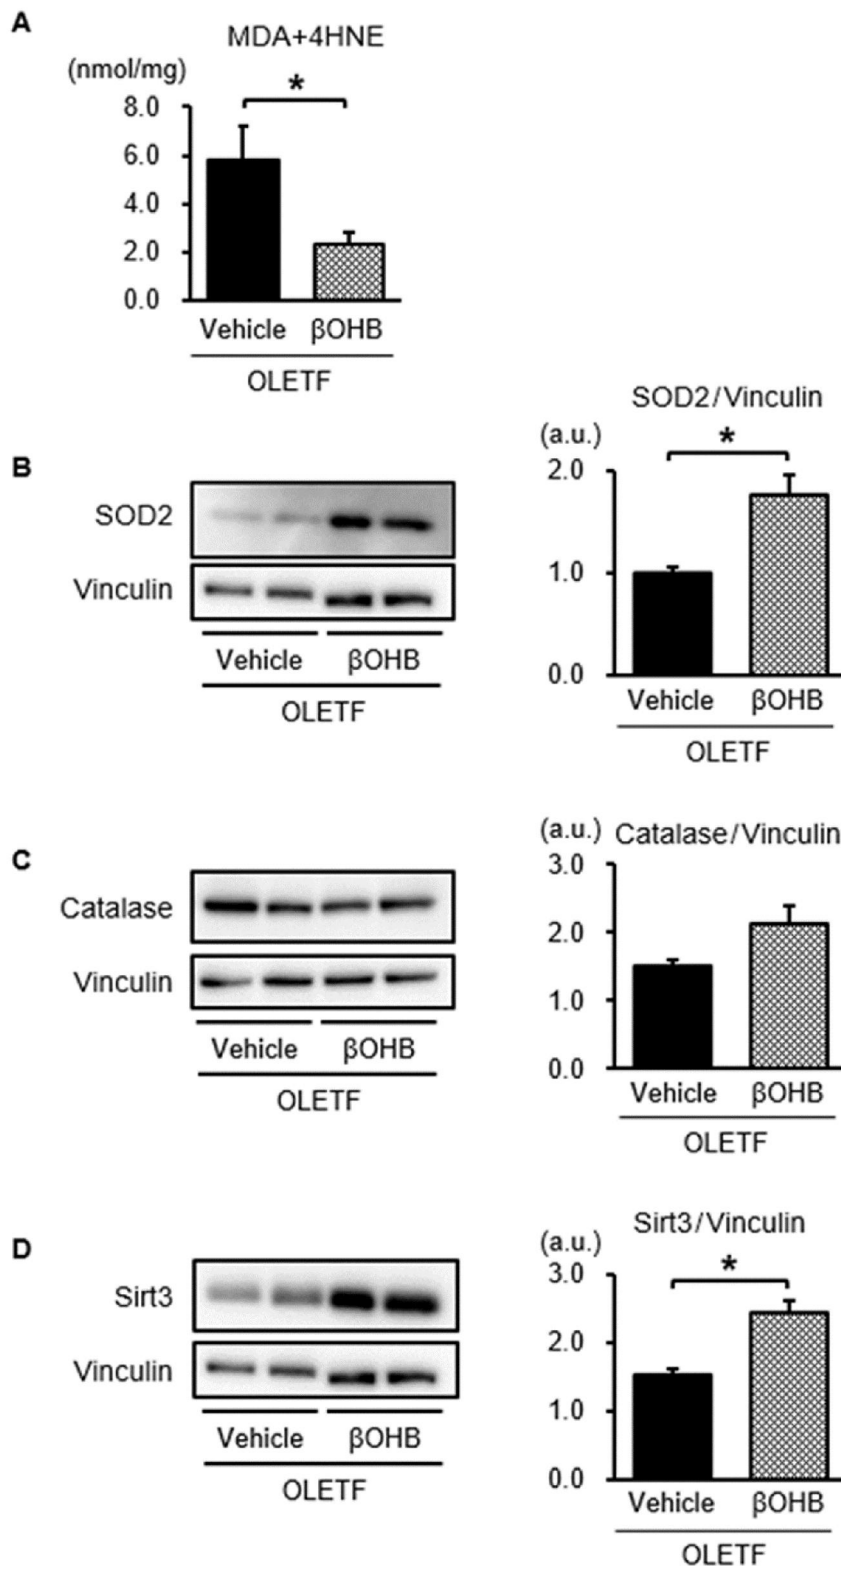 A
MDA+4HNE
(nmol/mg)
*
8.0
6.0
4.0
2.0
0.0
Vehicle βOHB
OLETF
B
SOD2
Vinculin
Vehicle βOHB
OLETF
SOD2/Vinculin
(a.u.)
*
2.0
1.0
0.0
Vehicle βOHB
OLETF
C
Catalase
Vinculin
Vehicle βOHB
OLETF
(a.u.) Catalase/Vinculin
3.0
2.0
1.0
0.0
Vehicle βOHB
OLETF
D
Sirt3
Vinculin
Vehicle βOHB
OLETF
Sirt3/Vinculin
(a.u.)
*
3.0
2.0
1.0
0.0
Vehicle βOHB
OLETF